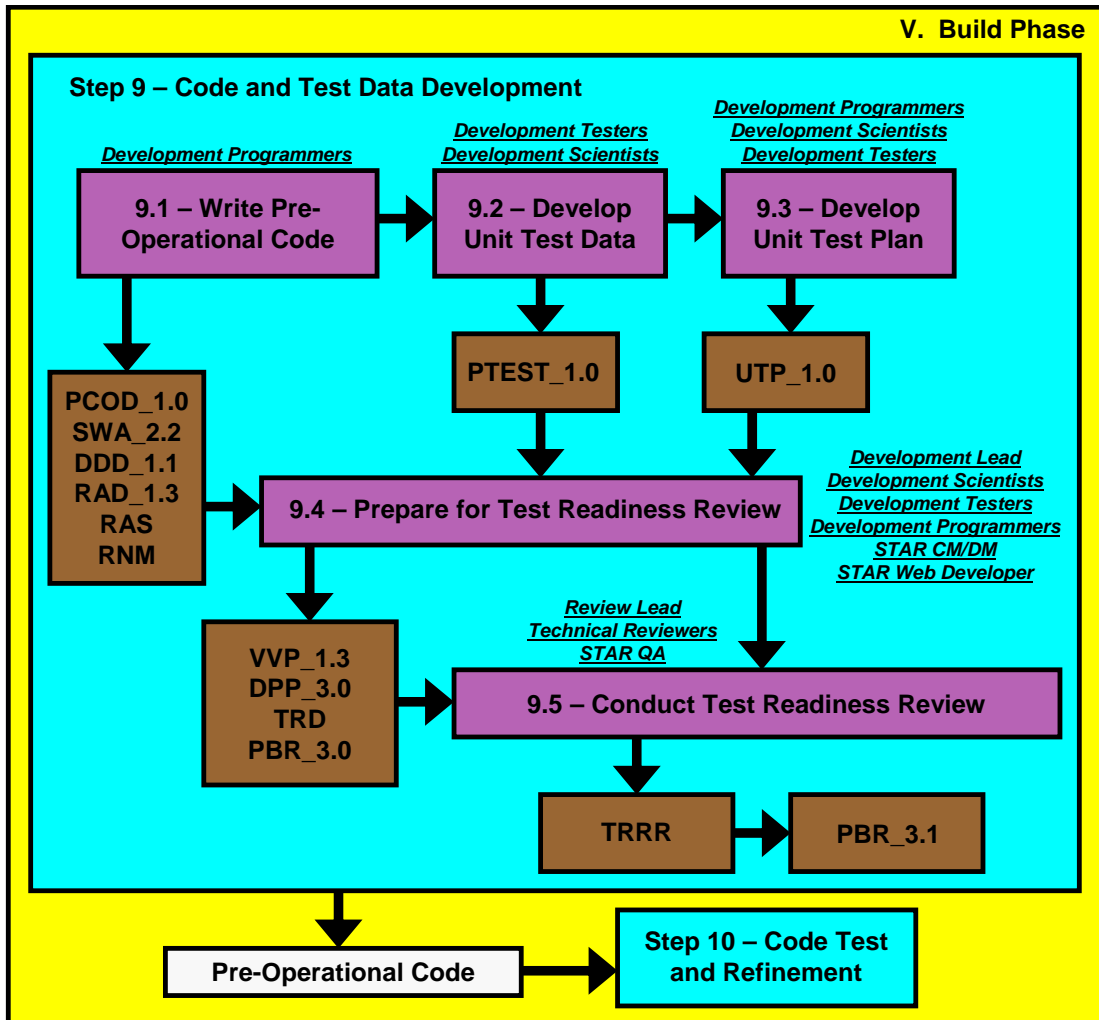 V. Build Phase
Step 9 – Code and Test Data Development
Development Programmers
Development Testers
Development Scientists
Development Programmers
Development Scientists
Development Testers
9.1 – Write Pre-
Operational Code
9.2 – Develop
Unit Test Data
9.3 – Develop
Unit Test Plan
PCOD_1.0
SWA_2.2
DDD_1.1
RAD_1.3
RAS
RNM
PTEST_1.0
UTP_1.0
9.4 – Prepare for Test Readiness Review
Development Lead
Development Scientists
Development Testers
Development Programmers
STAR CM/DM
STAR Web Developer
VVP_1.3
DPP_3.0
TRD
PBR_3.0
Review Lead
Technical Reviewers
STAR QA
9.5 – Conduct Test Readiness Review
TRRR
PBR_3.1
Pre-Operational Code
Step 10 – Code Test
and Refinement